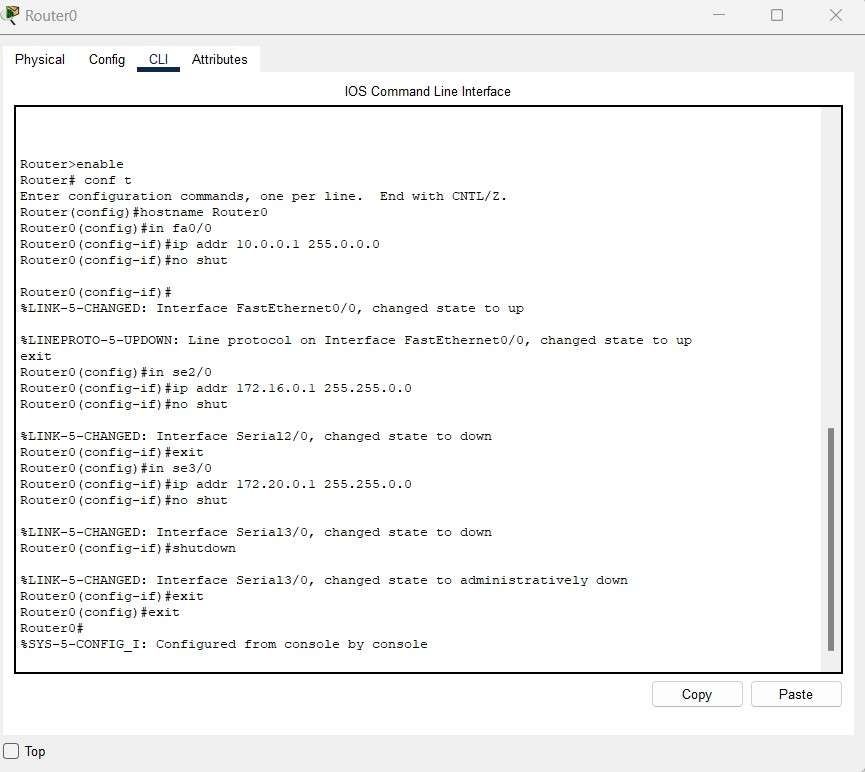 Router0
Physical Config CLI Attributes
IOS Command Line Interface
Router>enable
Router# conf t
Enter configuration commands, one per line.  End with CNTL/Z.
Router(config)#hostname Router0
Router0(config)#in fa0/0
Router0(config-if)#ip addr 10.0.0.1 255.0.0.0
Router0(config-if)#no shut
Router0(config-if)#
%LINK-5-CHANGED: Interface FastEthernet0/0, changed state to up
%LINEPROTO-5-UPDOWN: Line protocol on Interface FastEthernet0/0, changed state to up
exit
Router0(config)#in se2/0
Router0(config-if)#ip addr 172.16.0.1 255.255.0.0
Router0(config-if)#no shut
%LINK-5-CHANGED: Interface Serial2/0, changed state to down
Router0(config-if)#exit
Router0(config)#in se3/0
Router0(config-if)#ip addr 172.20.0.1 255.255.0.0
Router0(config-if)#no shut
%LINK-5-CHANGED: Interface Serial3/0, changed state to down
Router0(config-if)#shutdown
%LINK-5-CHANGED: Interface Serial3/0, changed state to administratively down
Router0(config-if)#exit
Router0(config)#exit
Router0#
%SYS-5-CONFIG_I: Configured from console by console
Copy Paste
Top